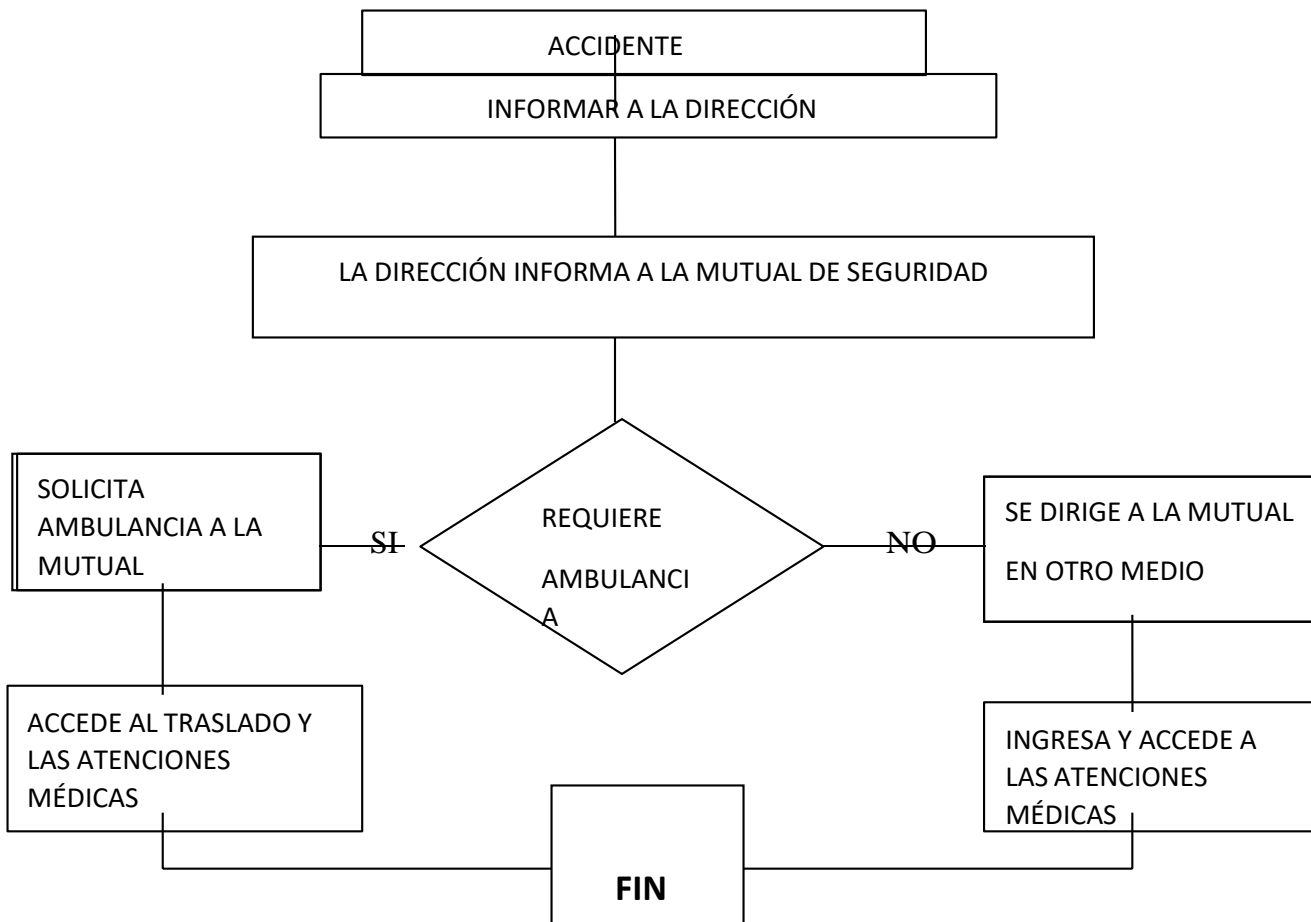 ACCIDENTE
INFORMAR A LA DIRECCIÓN
LA DIRECCIÓN INFORMA A LA MUTUAL DE SEGURIDAD
SOLICITA
AMBULANCIA A LA
MUTUAL
SI
REQUIERE
AMBULANCI
A
NO
SE DIRIGE A LA MUTUAL
EN OTRO MEDIO
ACCEDE AL TRASLADO Y
LAS ATENCIONES
MÉDICAS
INGRESA Y ACCEDE A
LAS ATENCIONES
MÉDICAS
FIN